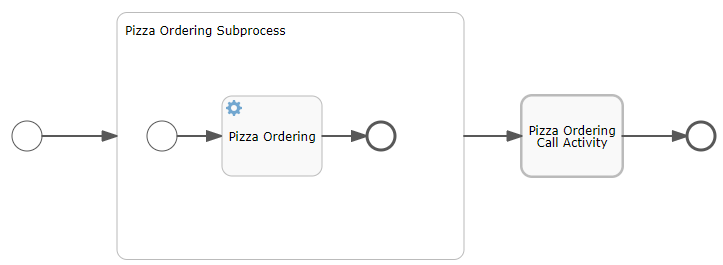 Pizza Ordering Subprocess
Pizza Ordering
Pizza Ordering
Call Activity